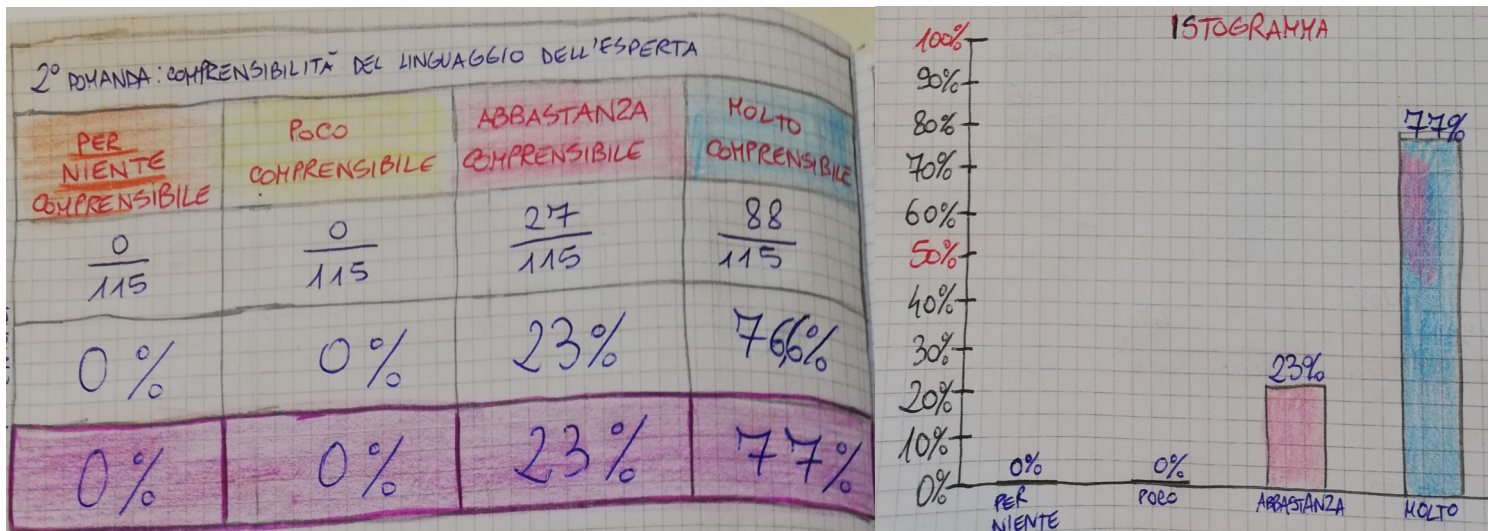 2° DOMANDA: COMPRENSIBILITÀ DEL LINGUAGGIO DELL'ESPERTA
PER
NIENTE
COMPRENSIBILE
POCO
COMPRENSIBILE
ABBASTANZA
COMPRENSIBILE
MOLTO
COMPRENSIBILE
0
115
0
115
27
115
88
115
0% 0% 23% 76,6%
0% 0% 23% 77%
ISTOGRAMMA
100%
90%
80%
70%
60%
50%
40%
30%
20%
10%
0%
0%
0%
23%
77%
PER
NIENTE
POCO
ABBASTANZA
MOLTO